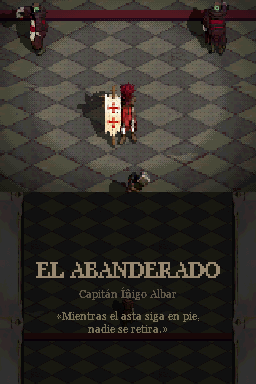 EL ABANDERADO
Capitán Íñigo Albar
«Mientras el asta siga en pie,
nadie se retira.»